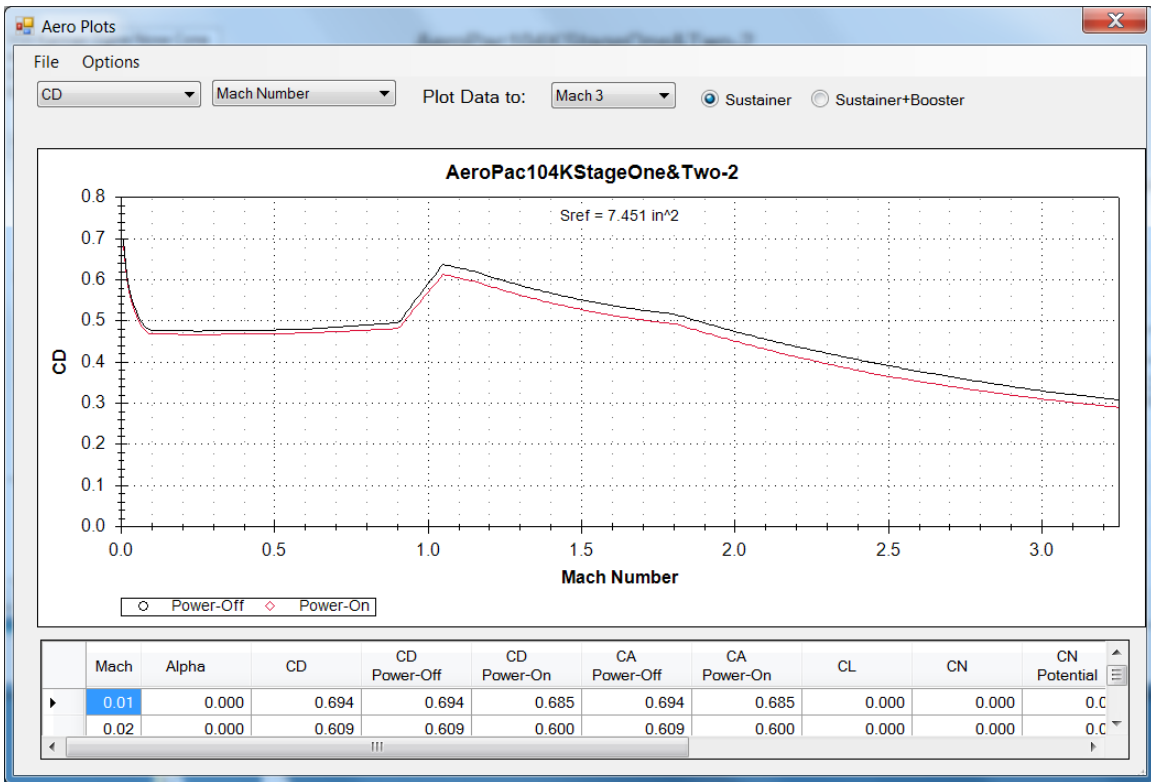 Aero Plots
File Options
CD Mach Number Plot Data to: Mach 3 Sustainer Sustainer+Booster
AeroPac104KStageOne&Two-2
Sref = 7.451 in^2
0.8
0.7
0.6
0.5
0.4
0.3
0.2
0.1
0.0
CD
0.0 0.5 1.0 1.5 2.0 2.5 3.0
Mach Number
Power-Off Power-On
Mach Alpha CD CD Power-Off CD Power-On CA Power-Off CA Power-On CL CN CN Potential
0.01 0.000 0.694 0.694 0.685 0.694 0.685 0.000 0.000 0.0
0.02 0.000 0.609 0.609 0.600 0.609 0.600 0.000 0.000 0.0